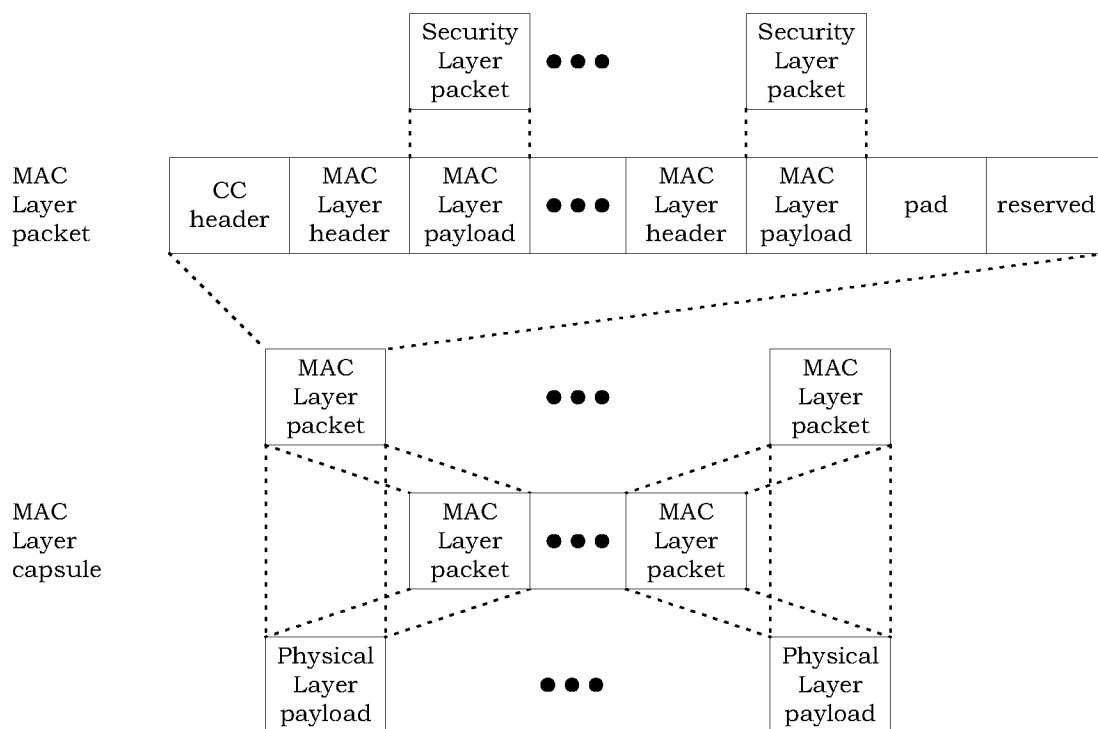 Security
Layer
packet
Security
Layer
packet
MAC
Layer
packet
CC
header
MAC
Layer
header
MAC
Layer
payload
MAC
Layer
header
MAC
Layer
payload
pad
reserved
MAC
Layer
packet
MAC
Layer
packet
MAC
Layer
capsule
MAC
Layer
packet
MAC
Layer
packet
Physical
Layer
payload
Physical
Layer
payload